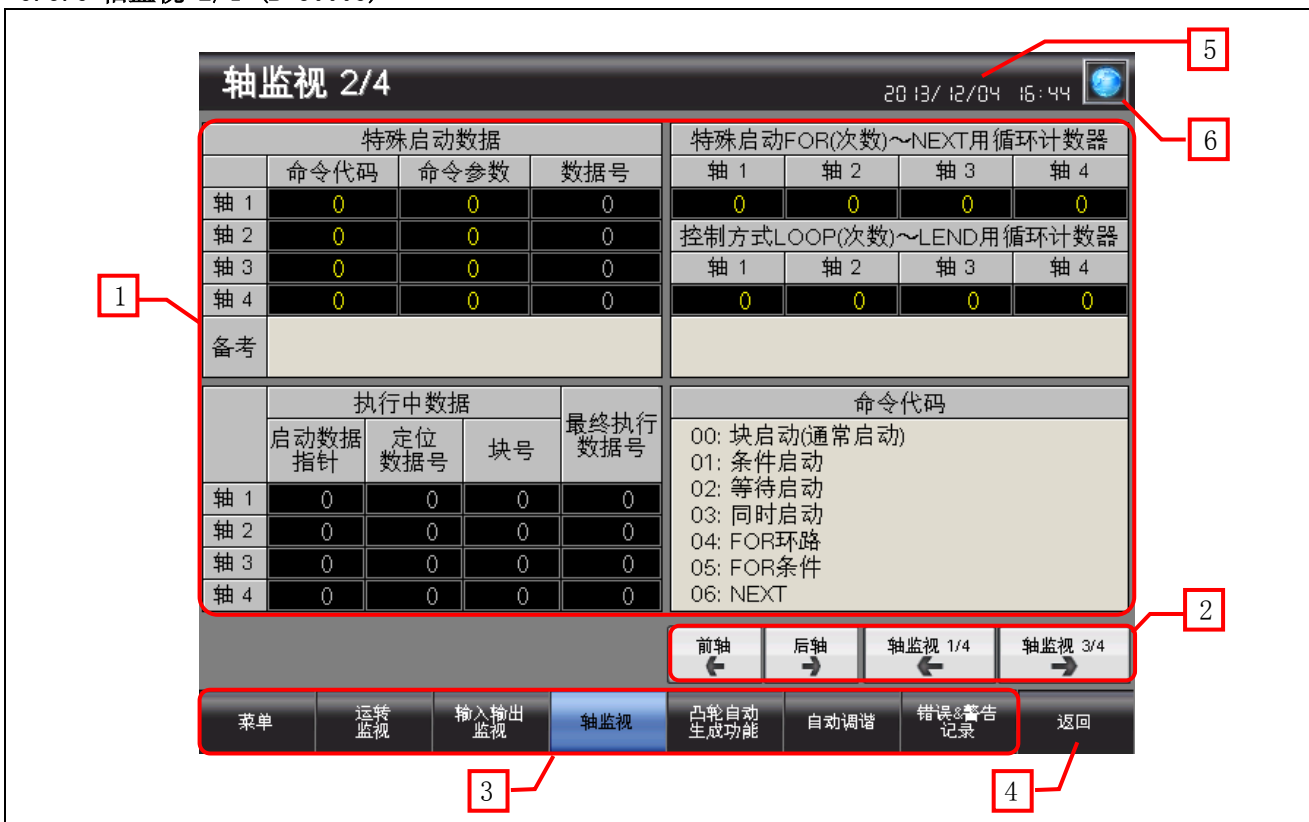 轴监视 2/4
2013/12/04 16:44
5
6
特殊启动数据
命令代码 命令参数 数据号
轴 1 0 0 0
轴 2 0 0 0
轴 3 0 0 0
轴 4 0 0 0
备考
特殊启动FOR(次数)～NEXT用循环计数器
轴 1 轴 2 轴 3 轴 4
0 0 0 0
控制方式LOOP(次数)～LEND用循环计数器
轴 1 轴 2 轴 3 轴 4
0 0 0 0
1
执行中数据 最终执行数据号
启动数据指针 定位数据号 块号
轴 1 0 0 0 0
轴 2 0 0 0 0
轴 3 0 0 0 0
轴 4 0 0 0 0
命令代码
00: 块启动(通常启动)
01: 条件启动
02: 等待启动
03: 同时启动
04: FOR环路
05: FOR条件
06: NEXT
2
前轴 后轴 轴监视 1/4 轴监视 3/4
菜单 运转监视 输入输出监视 轴监视 凸轮自动生成功能 自动调谐 错误&警告记录 返回
3
4